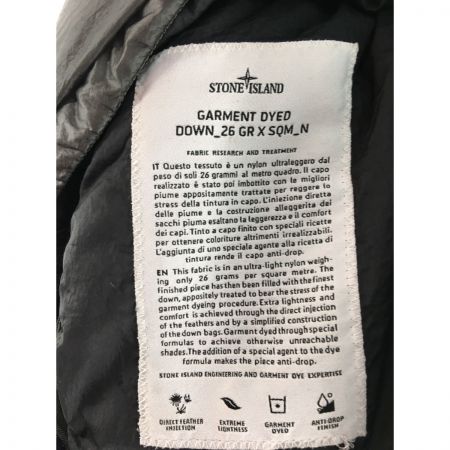 STONE ISLAND
GARMENT DYED
DOWN_26 GR X SQM_N
FABRIC RESEARCH AND TREATMENT
IT Questo tessuto è un nylon ultraleggero dal
peso di soli 26 grammi al metro quadro. Il capo
realizzato è stato poi imbottito con le migliori
piume appositamente trattate per reggere lo
stress della tintura in capo. L'iniezione diretta
delle piume e la costruzione alleggerita dei
sacchi piuma esaltano la leggerezza e il comfort
dei capi. Tinto a capo finito con speciali ricette
per ottenere coloriture altrimenti irrealizzabili.
L'aggiunta di uno speciale agente alla ricetta di
tintura rende il capo anti-drop.
EN This fabric is in an ultra-light nylon weigh-
ing only 26 grams per square metre. The
finished piece has then been filled with the finest
down, appositely treated to bear the stress of the
garment dyeing procedure. Extra lightness and
comfort is achieved through the direct injection
of the feathers and by a simplified construction
of the down bags. Garment dyed through special
formulas to achieve otherwise unreachable
shades. The addition of a special agent to the dye
formula makes the piece anti-drop.
STONE ISLAND ENGINEERING AND GARMENT DYE EXPERTISE
DIRECT FEATHER EXTREME GARMENT ANTI-DROP
INJECTION LIGHTNESS DYED FINISH